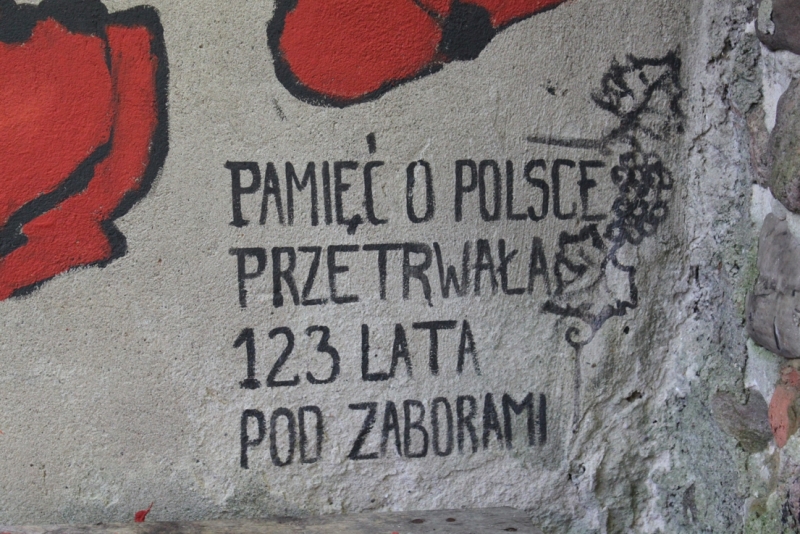 PAMIĘĆ O POLSCE
PRZETRWAŁA
123 LATA
POD ZABORAMI